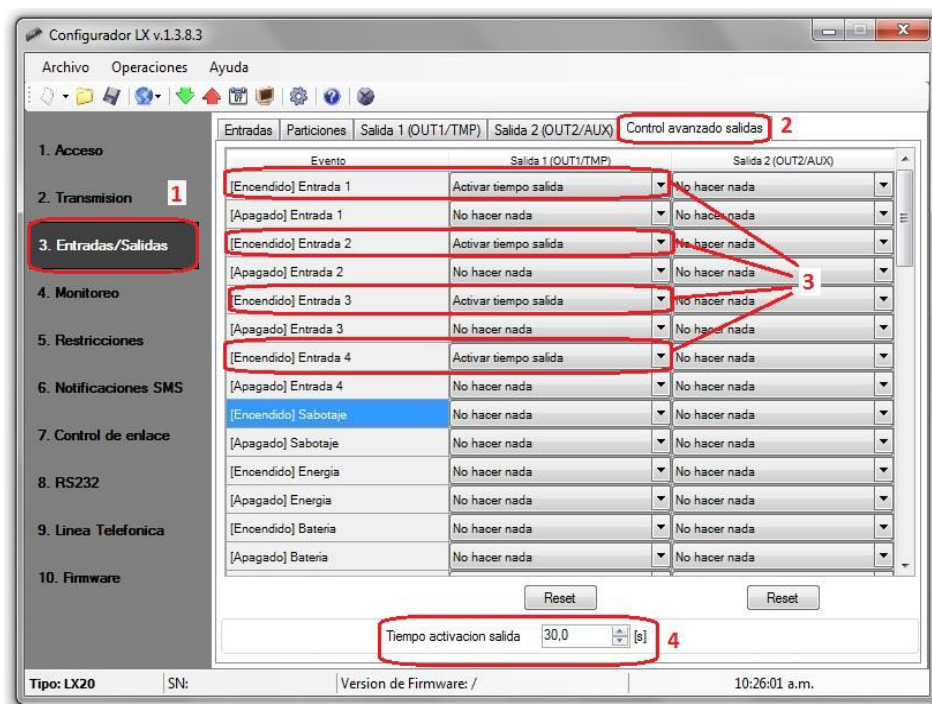 Configurador LX v.1.3.8.3
Archivo Operaciones Ayuda
Entradas Particiones Salida 1 (OUT1/TMP) Salida 2 (OUT2/AUX) Control avanzado salidas 2
1. Acceso
2. Transmision 1
3. Entradas/Salidas
4. Monitoreo
5. Restricciones
6. Notificaciones SMS
7. Control de enlace
8. RS232
9. Linea Telefonica
10. Firmware
Evento Salida 1 (OUT1/TMP) Salida 2 (OUT2/AUX)
[Encendido] Entrada 1 Activar tiempo salida No hacer nada
[Apagado] Entrada 1 No hacer nada No hacer nada
[Encendido] Entrada 2 Activar tiempo salida No hacer nada
[Apagado] Entrada 2 No hacer nada No hacer nada
3
[Encendido] Entrada 3 Activar tiempo salida No hacer nada
[Apagado] Entrada 3 No hacer nada No hacer nada
[Encendido] Entrada 4 Activar tiempo salida No hacer nada
[Apagado] Entrada 4 No hacer nada No hacer nada
[Encendido] Sabotaje No hacer nada No hacer nada
[Apagado] Sabotaje No hacer nada No hacer nada
[Encendido] Energia No hacer nada No hacer nada
[Apagado] Energia No hacer nada No hacer nada
[Encendido] Bateria No hacer nada No hacer nada
[Apagado] Bateria No hacer nada No hacer nada
Reset Reset
Tiempo activacion salida 30,0 [s] 4
Tipo: LX20 SN: Version de Firmware: / 10:26:01 a.m.